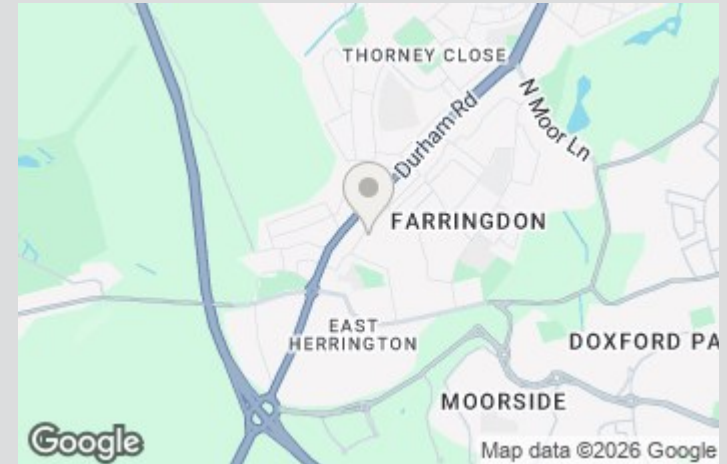 THORNEY CLOSE
Durham Rd
N Moor Ln
FARRINGDON
EAST
HERRINGTON
DOXFORD PA
MOORSIDE
Google
Map data ©2026 Google